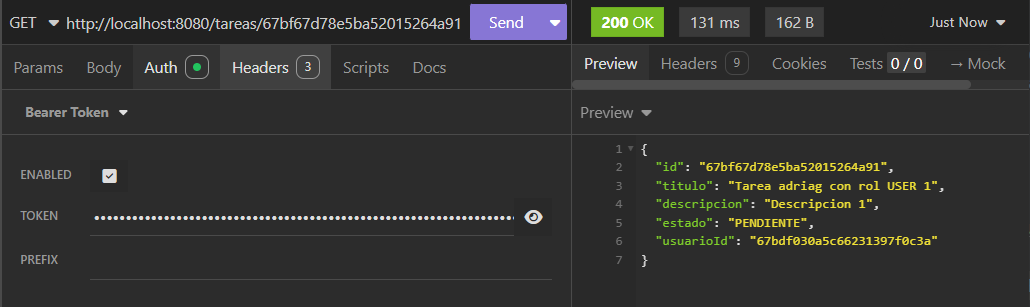 GET http://localhost:8080/tareas/67bf67d78e5ba52015264a91 Send
200 OK 131 ms 162 B Just Now
Params Body Auth Headers 3 Scripts Docs
Preview Headers 9 Cookies Tests 0 / 0 → Mock
Bearer Token
Preview
ENABLED
TOKEN ••••••••••••••••••••••••••••••••••••••••••••••••••••••••••••••••••
PREFIX
1 {
2 "id": "67bf67d78e5ba52015264a91",
3 "titulo": "Tarea adriag con rol USER 1",
4 "descripcion": "Descripcion 1",
5 "estado": "PENDIENTE",
6 "usuarioId": "67bdf030a5c66231397f0c3a"
7 }